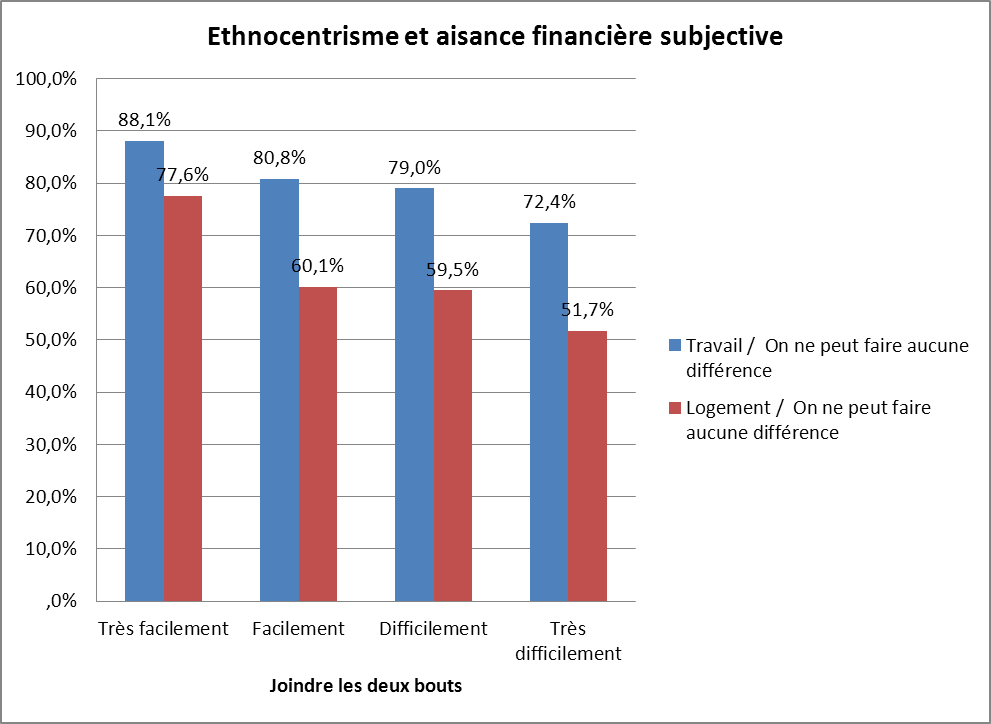 Ethnocentrisme et aisance financière subjective
100,0%
90,0%
80,0%
70,0%
60,0%
50,0%
40,0%
30,0%
20,0%
10,0%
,0%
88,1%
77,6%
80,8%
60,1%
79,0%
59,5%
72,4%
51,7%
Très facilement
Facilement
Difficilement
Très
difficilement
Joindre les deux bouts
Travail / On ne peut faire aucune
différence
Logement / On ne peut faire
aucune différence